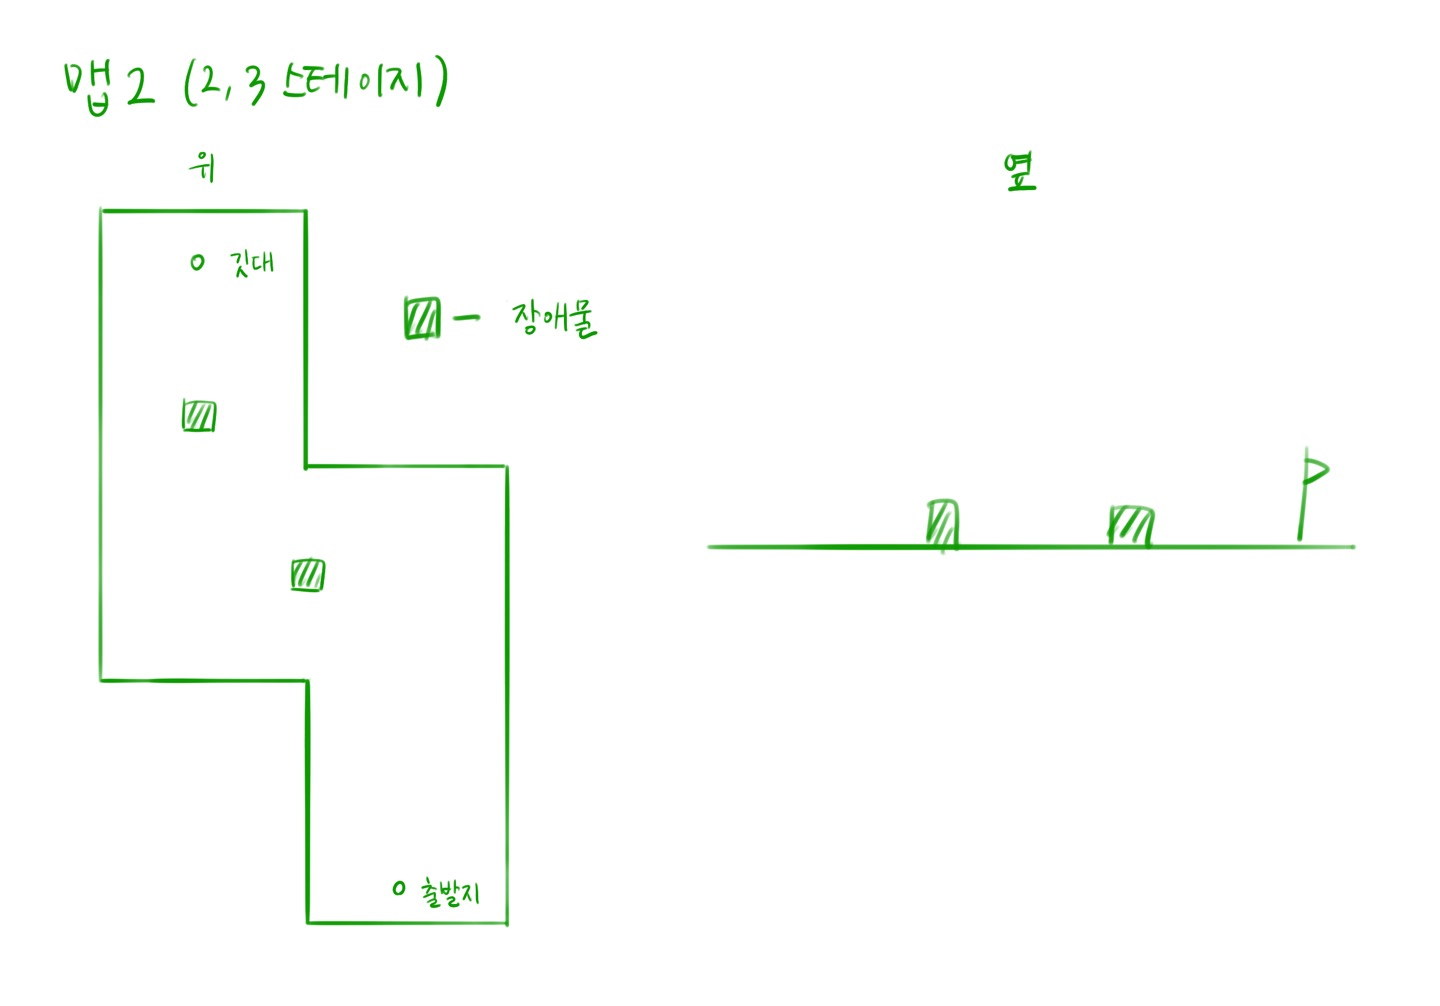 맵 2 (2, 3 스테이지)
위
옆
깃대
장애물
출발지